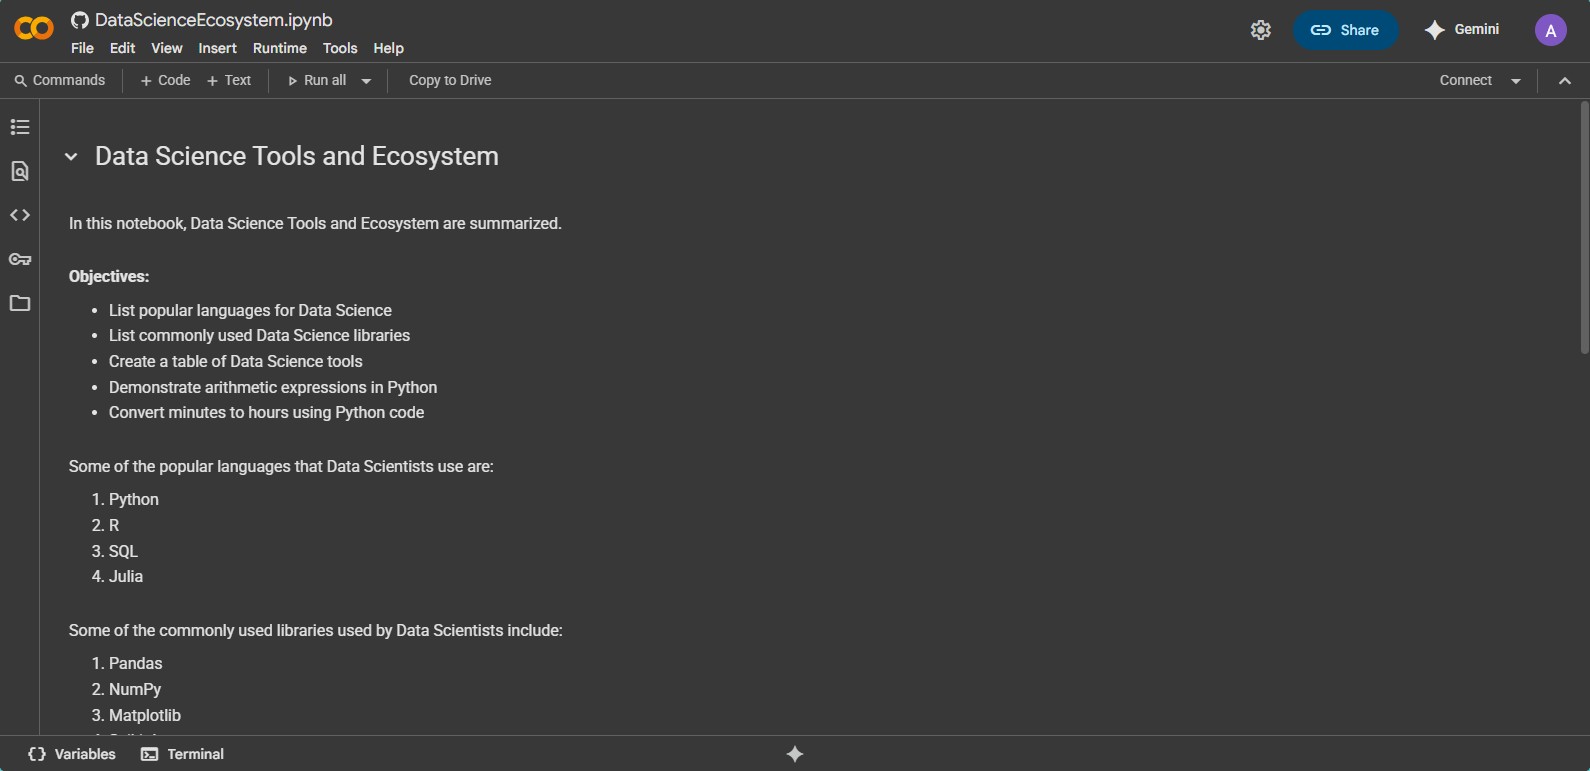 DataScienceEcosystem.ipynb
File Edit View Insert Runtime Tools Help
Share
Gemini
A
Commands + Code + Text Run all Copy to Drive
Connect
Data Science Tools and Ecosystem
In this notebook, Data Science Tools and Ecosystem are summarized.
Objectives:
• List popular languages for Data Science
• List commonly used Data Science libraries
• Create a table of Data Science tools
• Demonstrate arithmetic expressions in Python
• Convert minutes to hours using Python code
Some of the popular languages that Data Scientists use are:
1. Python
2. R
3. SQL
4. Julia
Some of the commonly used libraries used by Data Scientists include:
1. Pandas
2. NumPy
3. Matplotlib
Variables Terminal